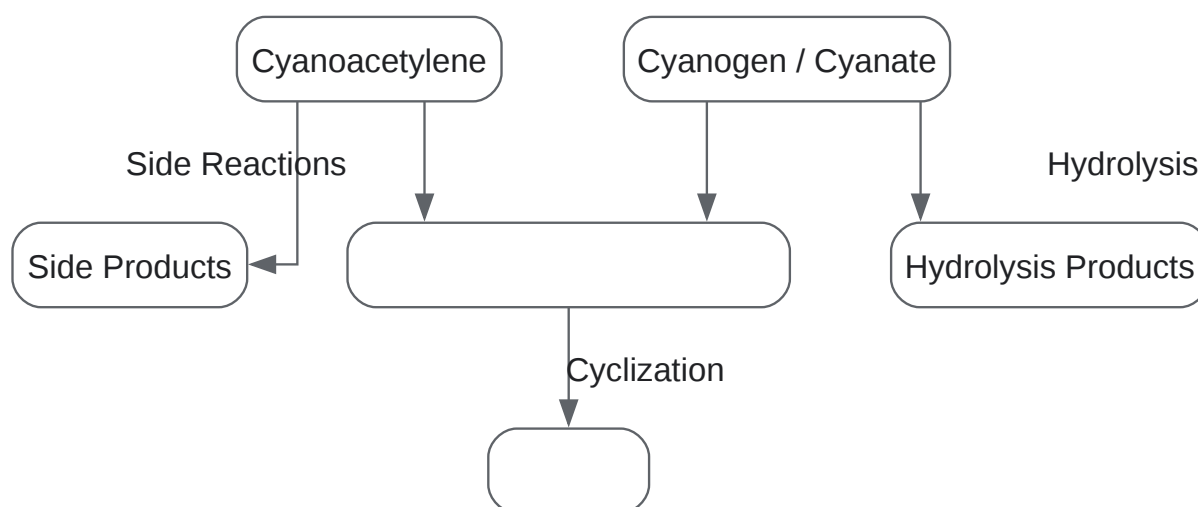 Cyanoacetylene
Cyanogen / Cyanate
Side Reactions
Hydrolysis
Side Products
Hydrolysis Products
Cyclization